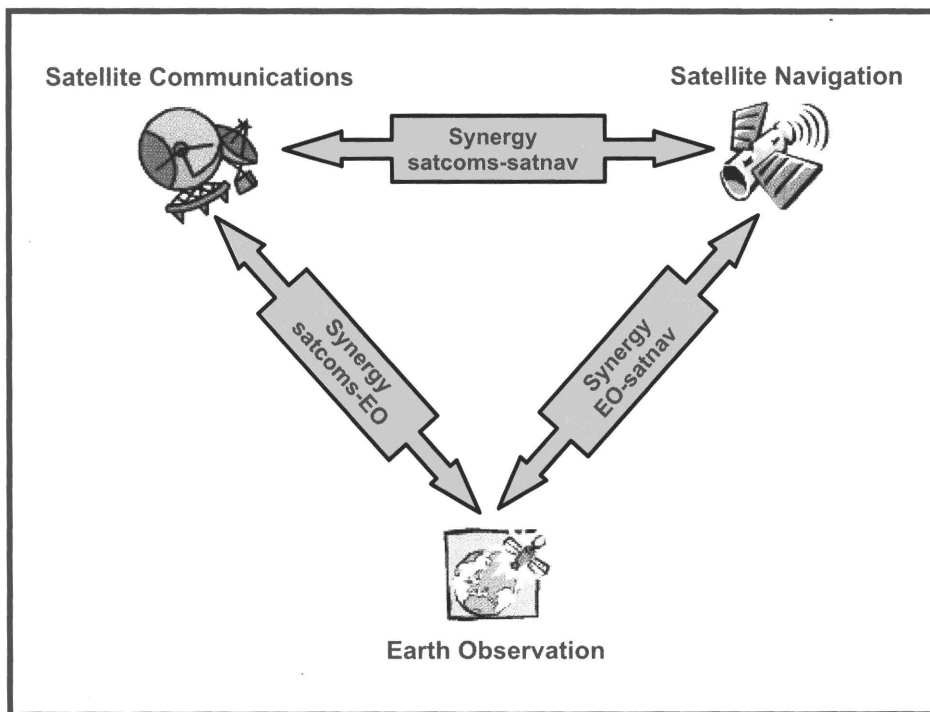 Satellite Communications
Satellite Navigation
Synergy
satcoms-satnav
Synergy
satcoms-EO
Synergy
EO-satnav
Earth Observation